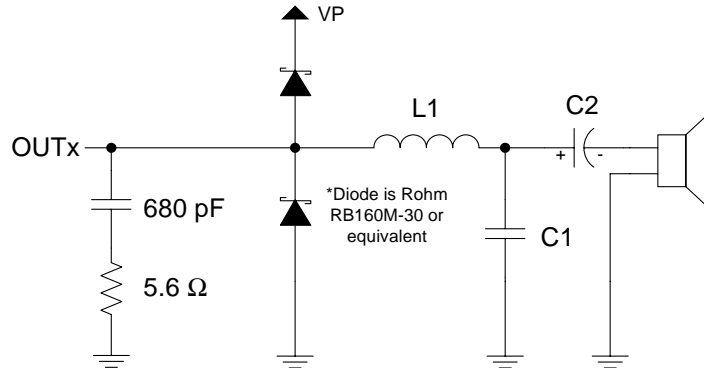 VP
L1
C2
OUTx
+ -
680 pF
*Diode is Rohm
RB160M-30 or
equivalent
C1
5.6 Ω